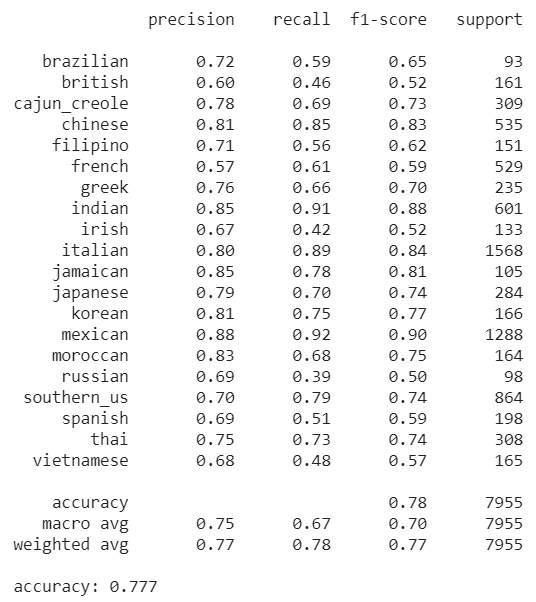 precision recall f1-score support
brazilian 0.72 0.59 0.65 93
british 0.60 0.46 0.52 161
cajun_creole 0.78 0.69 0.73 309
chinese 0.81 0.85 0.83 535
filipino 0.71 0.56 0.62 151
french 0.57 0.61 0.59 529
greek 0.76 0.66 0.70 235
indian 0.85 0.91 0.88 601
irish 0.67 0.42 0.52 133
italian 0.80 0.89 0.84 1568
jamaican 0.85 0.78 0.81 105
japanese 0.79 0.70 0.74 284
korean 0.81 0.75 0.77 166
mexican 0.88 0.92 0.90 1288
moroccan 0.83 0.68 0.75 164
russian 0.69 0.39 0.50 98
southern_us 0.70 0.79 0.74 864
spanish 0.69 0.51 0.59 198
thai 0.75 0.73 0.74 308
vietnamese 0.68 0.48 0.57 165
accuracy 0.78 7955
macro avg 0.75 0.67 0.70 7955
weighted avg 0.77 0.78 0.77 7955
accuracy: 0.777